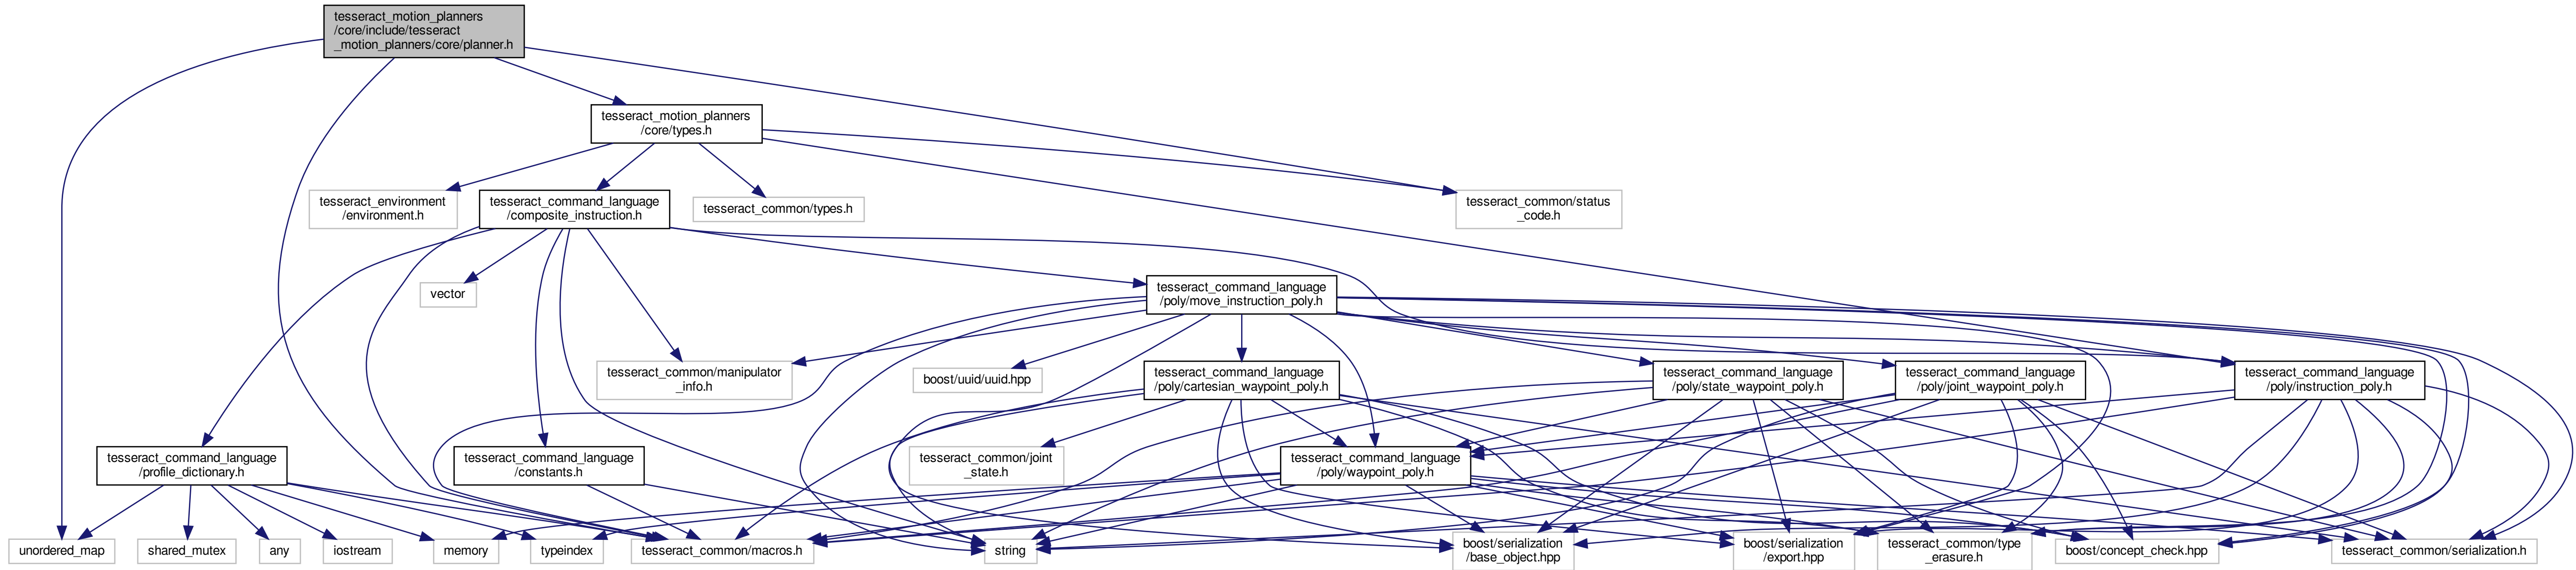 tesseract_motion_planners
/core/include/tesseract
_motion_planners/core/planner.h
tesseract_motion_planners
/core/types.h
tesseract_environment
/environment.h
tesseract_command_language
/composite_instruction.h
tesseract_common/types.h
tesseract_common/status
_code.h
vector
tesseract_command_language
/poly/move_instruction_poly.h
tesseract_common/manipulator
_info.h
boost/uuid/uuid.hpp
tesseract_command_language
/poly/cartesian_waypoint_poly.h
tesseract_command_language
/poly/state_waypoint_poly.h
tesseract_command_language
/poly/joint_waypoint_poly.h
tesseract_command_language
/poly/instruction_poly.h
tesseract_command_language
/profile_dictionary.h
tesseract_command_language
/constants.h
tesseract_common/joint
_state.h
tesseract_command_language
/poly/waypoint_poly.h
unordered_map
shared_mutex
any
iostream
memory
typeindex
tesseract_common/macros.h
string
boost/serialization
/base_object.hpp
boost/serialization
/export.hpp
tesseract_common/type
_erasure.h
boost/concept_check.hpp
tesseract_common/serialization.h